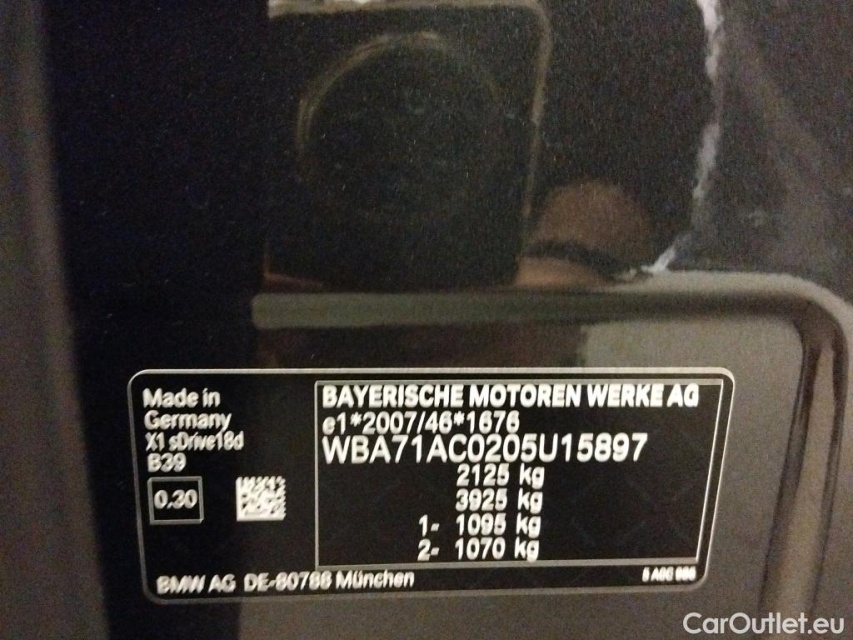 Made in
Germany
X1 sDrive18d
B39
0.30
BAYERISCHE MOTOREN WERKE AG
e1*2007/46*1676
WBA71AC0205U15897
2125 kg
3925 kg
1- 1095 kg
2- 1070 kg
BMW AG DE-80788 München
CarOutlet.eu